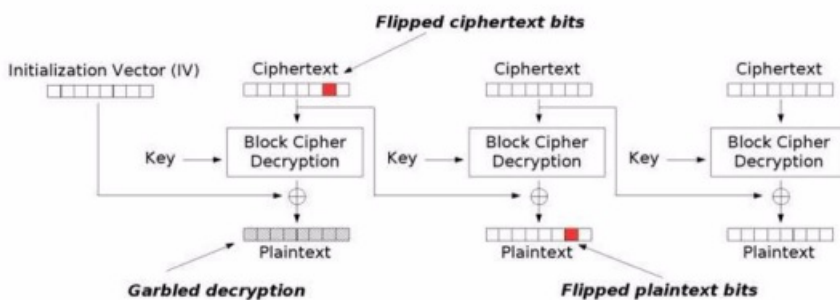 Flipped ciphertext bits
Initialization Vector (IV)
Ciphertext
Ciphertext
Ciphertext
Key
Block Cipher
Decryption
Key
Block Cipher
Decryption
Key
Block Cipher
Decryption
Plaintext
Plaintext
Plaintext
Garbled decryption
Flipped plaintext bits